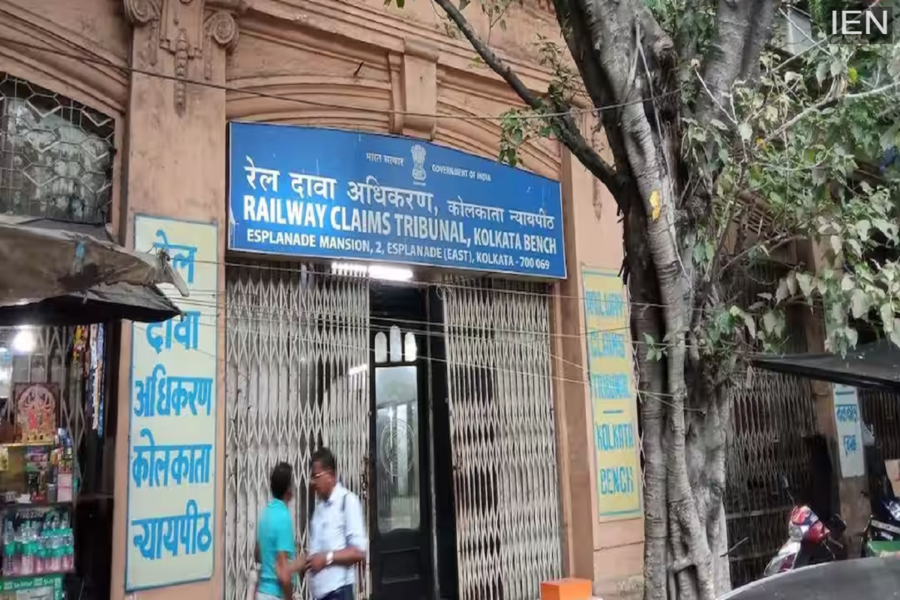 IEN
भारत सरकार
GOVERNMENT OF INDIA
रेल दावा अधिकरण, कोलकाता न्यायपीठ
RAILWAY CLAIMS TRIBUNAL, KOLKATA BENCH
ESPLANADE MANSION, 2, ESPLANADE (EAST), KOLKATA - 700 069
रेल
दावा
अधिकरण
कोलकाता
न्यायपीठ
RAILWAY
CLAIMS
TRIBUNAL
KOLKATA
BENCH